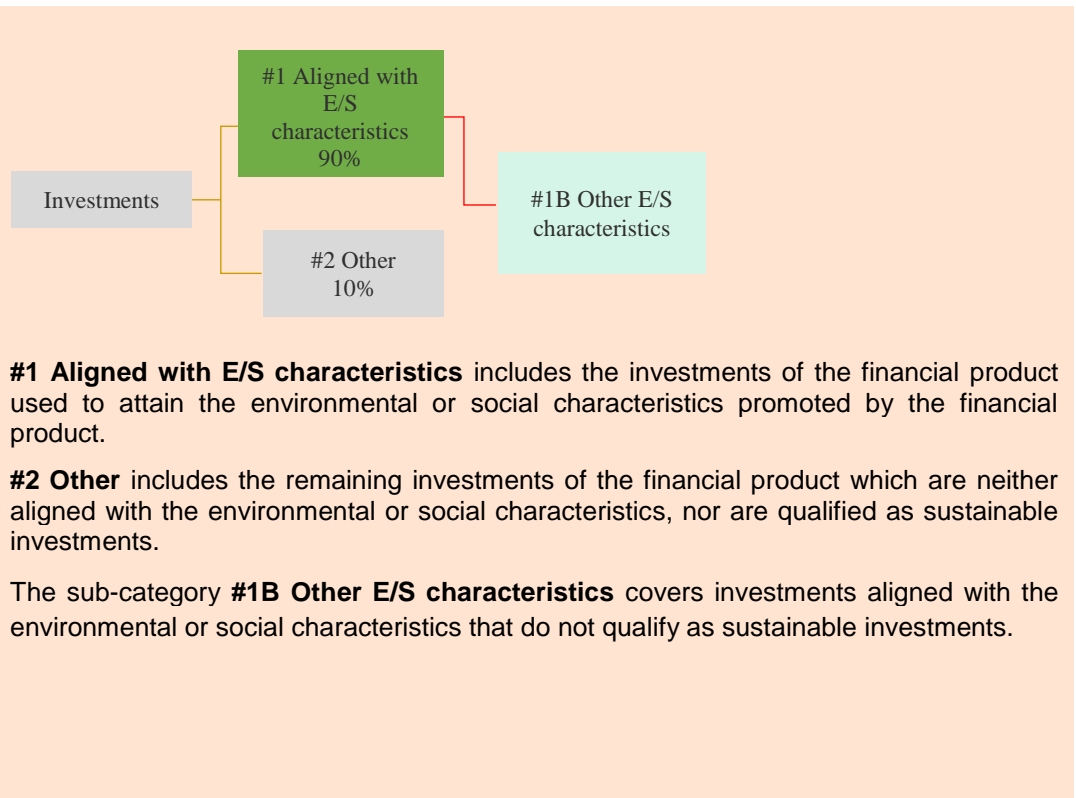 #1 Aligned with
E/S
characteristics
90%
Investments
#1B Other E/S
characteristics
#2 Other
10%
#1 Aligned with E/S characteristics includes the investments of the financial product
used to attain the environmental or social characteristics promoted by the financial
product.
#2 Other includes the remaining investments of the financial product which are neither
aligned with the environmental or social characteristics, nor are qualified as sustainable
investments.
The sub-category #1B Other E/S characteristics covers investments aligned with the
environmental or social characteristics that do not qualify as sustainable investments.